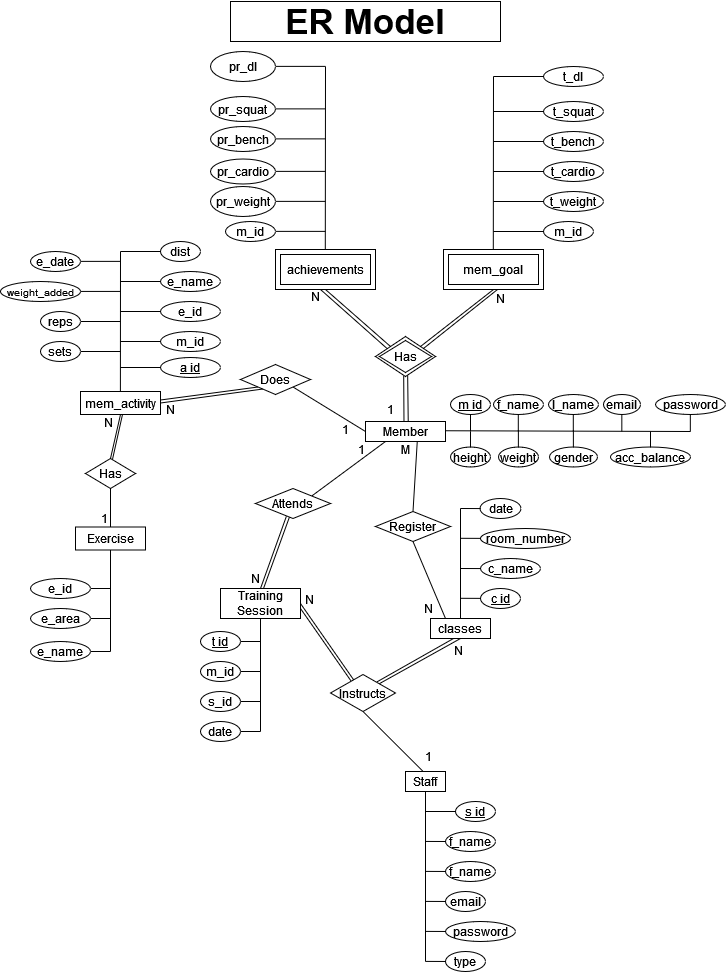 ER Model
pr_dl
t_dl
pr_squat
t_squat
pr_bench
t_bench
pr_cardio
t_cardio
pr_weight
t_weight
m_id
m_id
achievements
mem_goal
N
N
dist
e_date
e_name
weight_added
e_id
reps
m_id
sets
a id
mem_activity
N
N
Does
Has
1
1
1
M
Member
m id
f_name
l_name
email
password
height
weight
gender
acc_balance
Has
1
Exercise
e_id
e_area
e_name
Attends
N
Register
N
date
room_number
c_name
c id
classes
N
Training
Session
N
t id
m_id
s_id
date
Instructs
1
Staff
s id
f_name
f_name
email
password
type